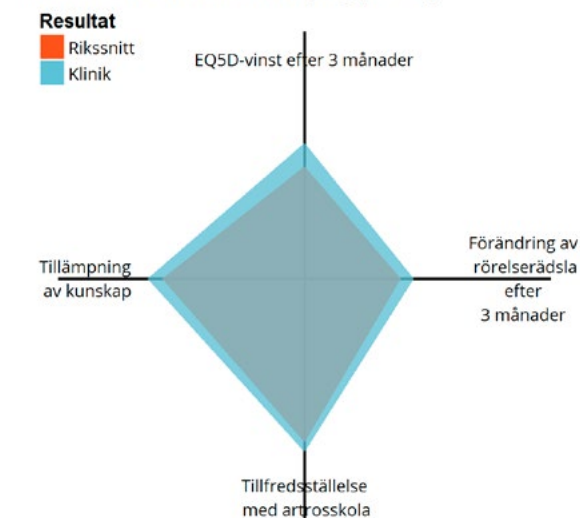 Resultat
Rikssnitt
Klinik
EQ5D-vinst efter 3 månader
Tillämpning
av kunskap
Förändring av
rörelserädsla
efter
3 månader
Tillfredsställelse
med artrosskola